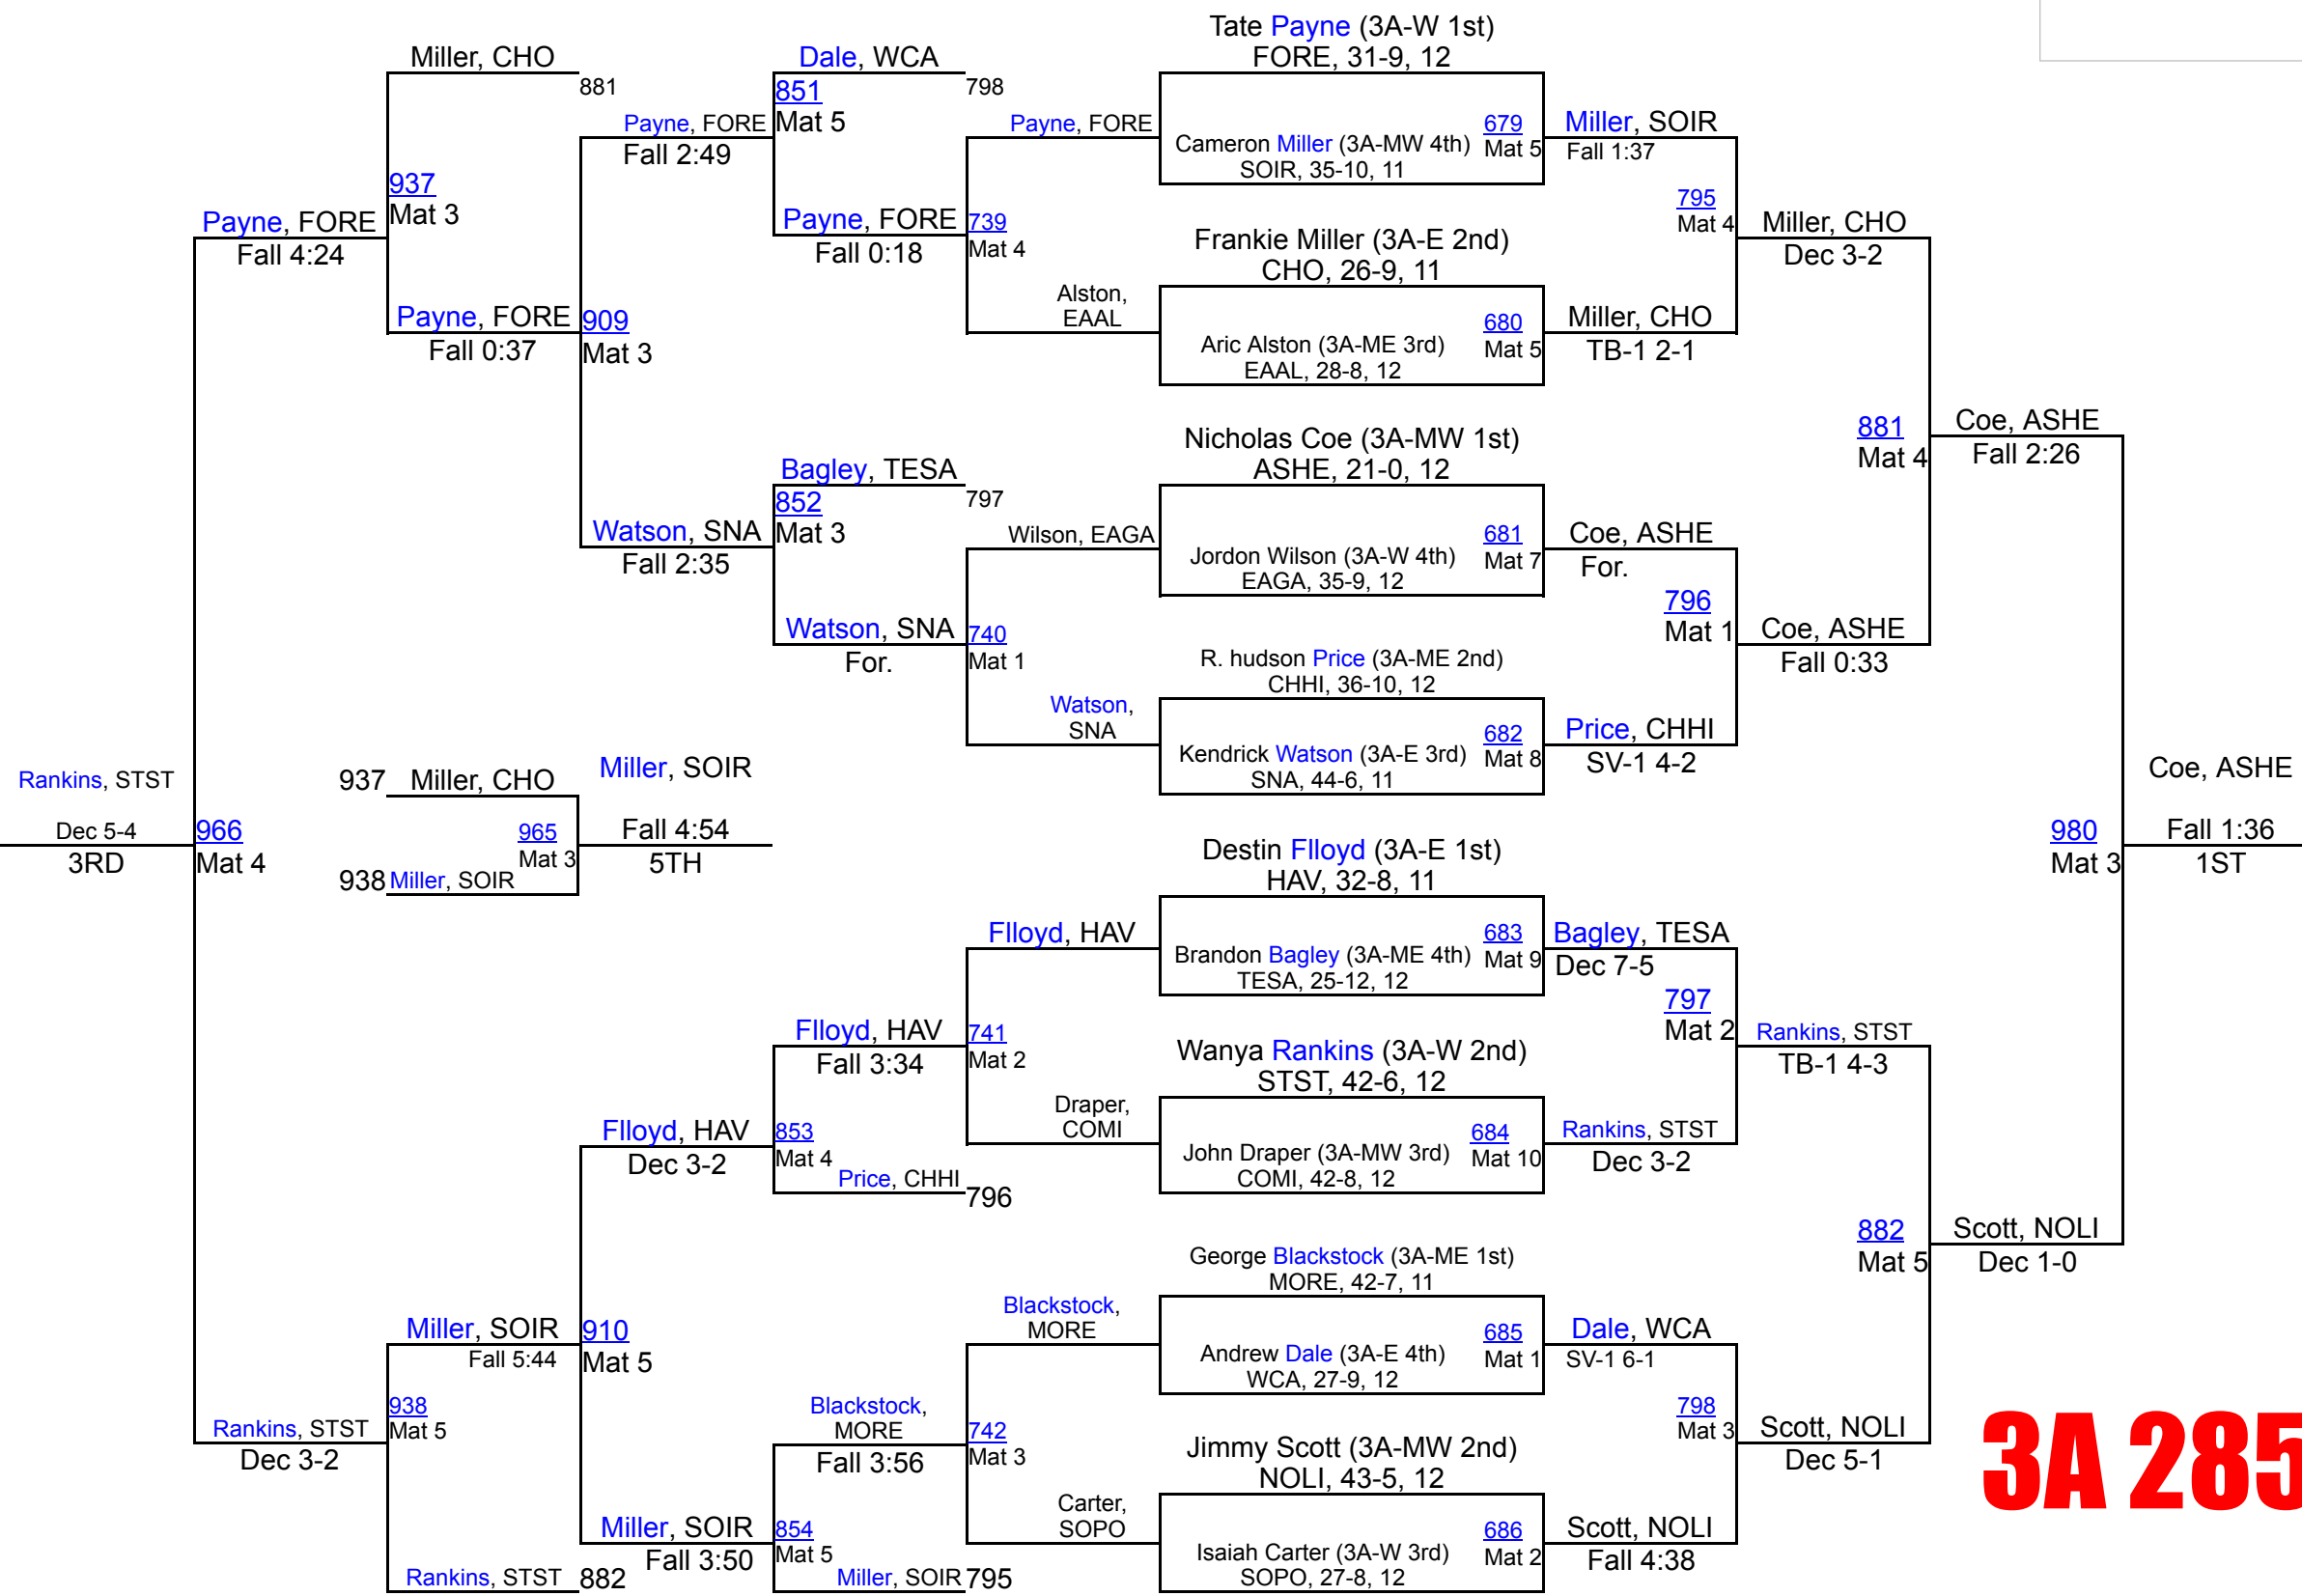 Tate Payne (3A-W 1st)
FORE, 31-9, 12
Miller, CHO
881
Dale, WCA
798
851
Mat 5
Payne, FORE
Fall 2:49
Payne, FORE
Cameron Miller (3A-MW 4th)
SOIR, 35-10, 11
679
Mat 5
Miller, SOIR
Fall 1:37
937
Mat 3
Payne, FORE
Fall 4:24
Payne, FORE
Fall 0:18
739
Mat 4
Frankie Miller (3A-E 2nd)
CHO, 26-9, 11
795
Mat 4
Miller, CHO
Dec 3-2
Payne, FORE
Fall 0:37
909
Mat 3
Alston,
EAAL
Aric Alston (3A-ME 3rd)
EAAL, 28-8, 12
680
Mat 5
Miller, CHO
TB-1 2-1
Nicholas Coe (3A-MW 1st)
ASHE, 21-0, 12
881
Mat 4
Coe, ASHE
Fall 2:26
Bagley, TESA
797
852
Mat 3
Watson, SNA
Fall 2:35
Wilson, EAGA
Jordon Wilson (3A-W 4th)
EAGA, 35-9, 12
681
Mat 7
Coe, ASHE
For.
Watson, SNA
For.
740
Mat 1
R. hudson Price (3A-ME 2nd)
CHHI, 36-10, 12
796
Mat 1
Coe, ASHE
Fall 0:33
Watson,
SNA
Kendrick Watson (3A-E 3rd)
SNA, 44-6, 11
682
Mat 8
Price, CHHI
SV-1 4-2
Rankins, STST
Dec 5-4
3RD
966
Mat 4
937 Miller, CHO
938 Miller, SOIR
965
Mat 3
Miller, SOIR
Fall 4:54
5TH
980
Mat 3
Coe, ASHE
Fall 1:36
1ST
Destin Flloyd (3A-E 1st)
HAV, 32-8, 11
Flloyd, HAV
Brandon Bagley (3A-ME 4th)
TESA, 25-12, 12
683
Mat 9
Bagley, TESA
Dec 7-5
Flloyd, HAV
Fall 3:34
741
Mat 2
Wanya Rankins (3A-W 2nd)
STST, 42-6, 12
797
Mat 2
Rankins, STST
TB-1 4-3
Flloyd, HAV
Dec 3-2
853
Mat 4
Price, CHHI
796
Draper,
COMI
John Draper (3A-MW 3rd)
COMI, 42-8, 12
684
Mat 10
Rankins, STST
Dec 3-2
George Blackstock (3A-ME 1st)
MORE, 42-7, 11
882
Mat 5
Scott, NOLI
Dec 1-0
Miller, SOIR
Fall 5:44
910
Mat 5
Blackstock,
MORE
Andrew Dale (3A-E 4th)
WCA, 27-9, 12
685
Mat 1
Dale, WCA
SV-1 6-1
Rankins, STST
Dec 3-2
938
Mat 5
Blackstock,
MORE
Fall 3:56
742
Mat 3
Jimmy Scott (3A-MW 2nd)
NOLI, 43-5, 12
798
Mat 3
Scott, NOLI
Dec 5-1
3A 285
Miller, SOIR
Fall 3:50
854
Mat 5
Carter,
SOPO
Isaiah Carter (3A-W 3rd)
SOPO, 27-8, 12
686
Mat 2
Scott, NOLI
Fall 4:38
Rankins, STST
882
Miller, SOIR
795